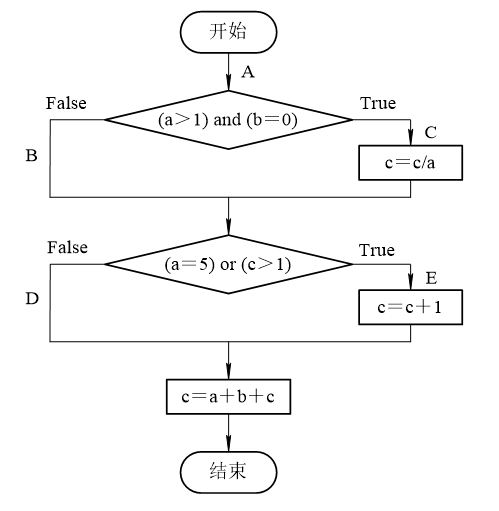 开始
A
False
True
(a＞1) and (b＝0)
C
B
c＝c/a
False
True
(a＝5) or (c＞1)
E
D
c＝c＋1
c＝a＋b＋c
结束